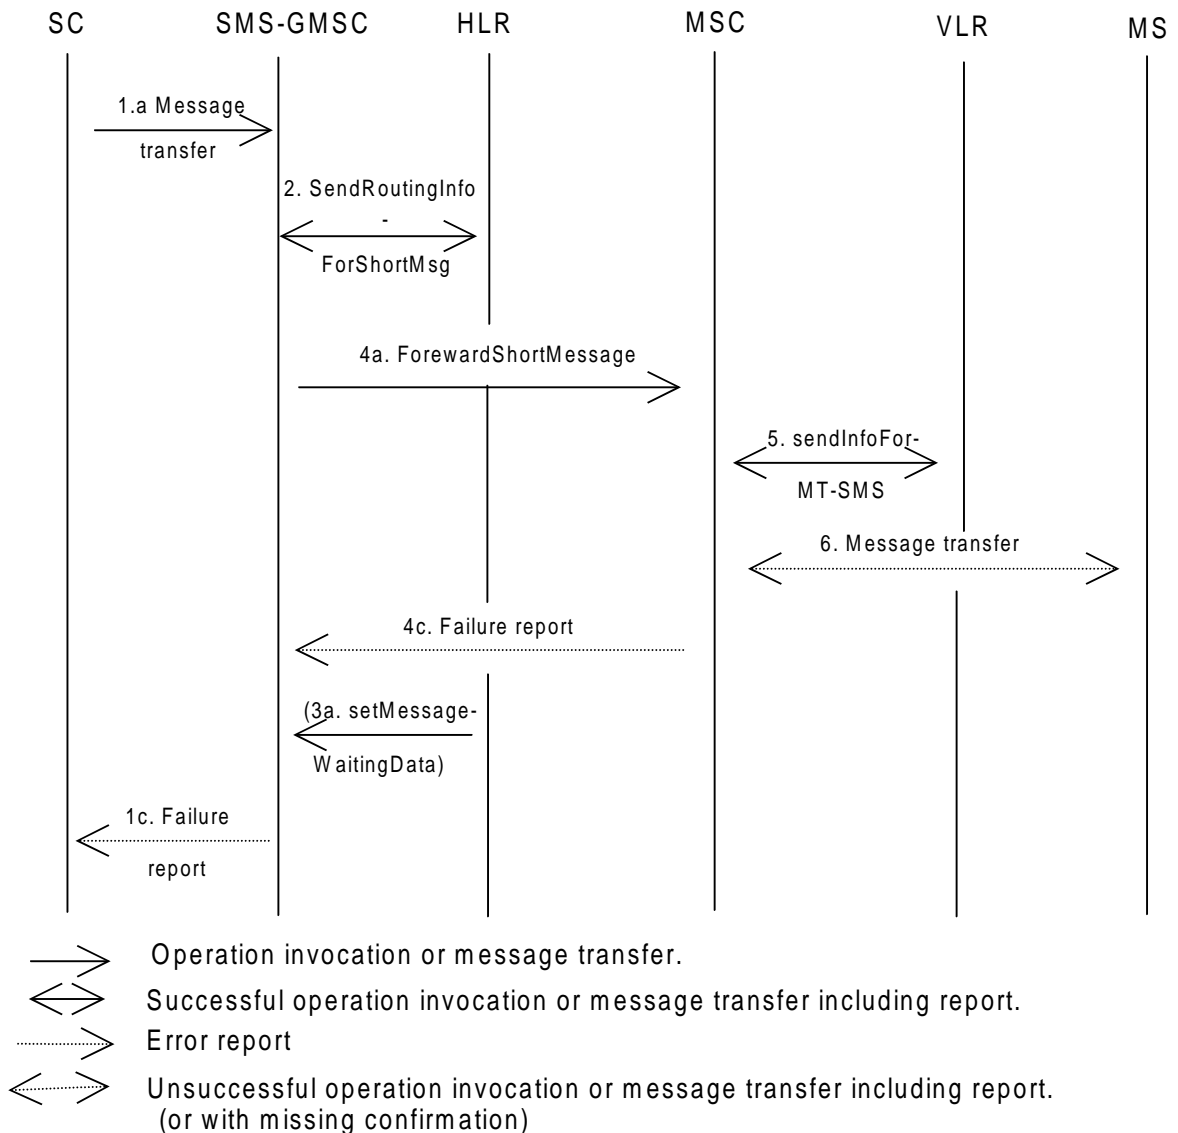 SC SMS-GMSC HLR MSC VLR MS
1.a Message
transfer
2. SendRoutingInfo
-
ForShortMsg
4a. ForewardShortMessage
5. sendInfoFor-
MT-SMS
6. Message transfer
4c. Failure report
(3a. setMessage-
WaitingData)
1c. Failure
report
Operation invocation or message transfer.
Successful operation invocation or message transfer including report.
Error report
Unsuccessful operation invocation or message transfer including report.
(or with missing confirmation)